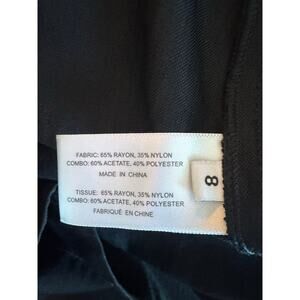 FABRIC: 65% RAYON, 35% NYLON
COMBO: 60% ACETATE, 40% POLYESTER
MADE IN CHINA
TISSUE: 65% RAYON, 35% NYLON
COMBO: 60% ACETATE, 40% POLYESTER
FABRIQUÉ EN CHINE
8